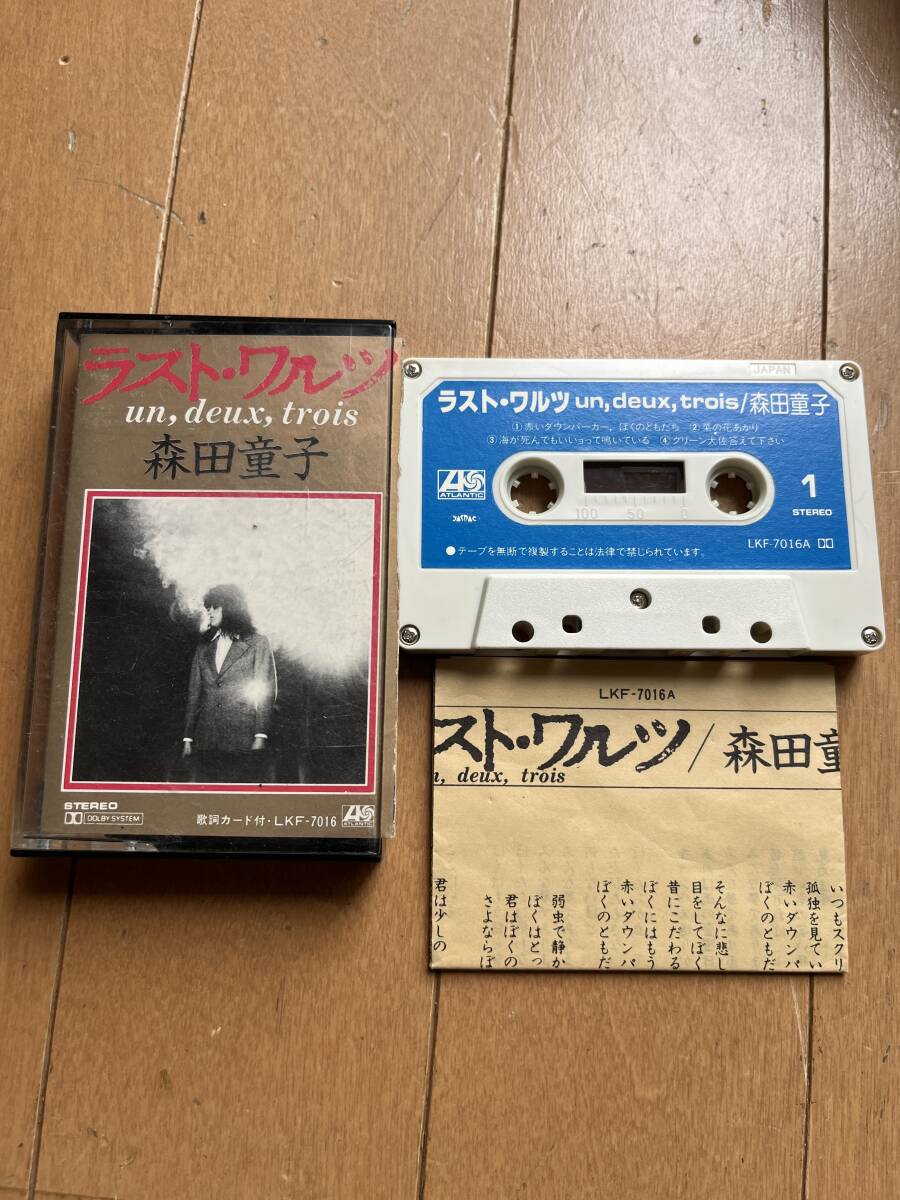 ラスト・ワルツ
un, deux, trois
森田童子
STEREO
DOLBY SYSTEM
歌詞カード付・LKF-7016
ATLANTIC
JAPAN
ラスト・ワルツ un, deux, trois/森田童子
①赤いダウンパーカー、ぼくのともだち ②菜の花あかり
③海が死んでもいいョって鳴いている ④グリーン大佐答えて下さい
ATLANTIC
JASRAC
100 50 0
1
STEREO
●テープを無断で複製することは法律で禁じられています。
LKF-7016A
LKF-7016A
スト・ワルツ/森田童
n, deux, trois
いつもスクリ
孤独を見てい
赤いダウンパ
ぼくのともだ
そんなに悲し
目をしてぼく
昔にこだわる
ぼくにはもう
赤いダウンパ
ぼくのともだ
弱虫で静か
ぼくはとっ
君はぼくの
さよならぼ
君は少しの